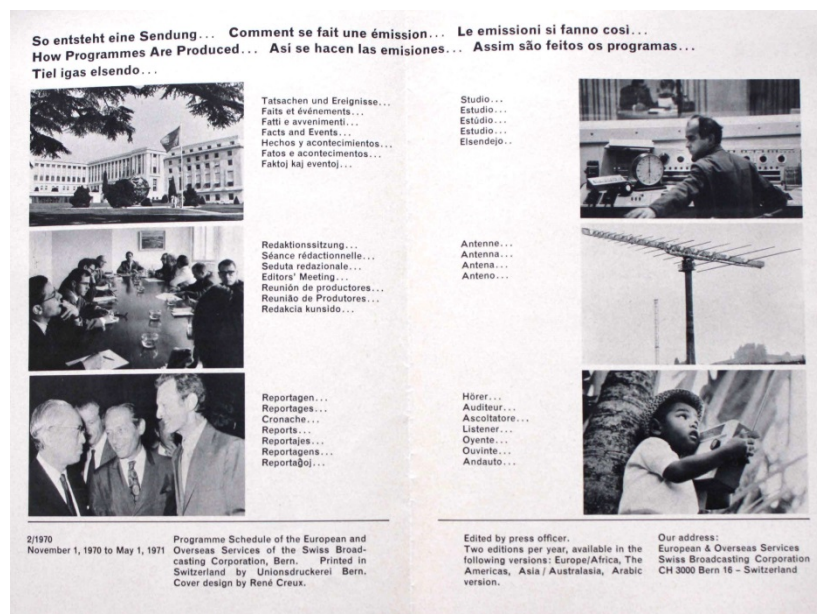 So entsteht eine Sendung... Comment se fait une émission... Le emissioni si fanno così...
How Programmes Are Produced... Asi se hacen las emisiones... Assim são feitos os programas...
Tiel igas elsendo...
Tatsachen und Ereignisse...
Faits et événements...
Fatti e avvenimenti...
Facts and Events...
Hechos y acontecimientos...
Fatos e acontecimentos...
Faktoj kaj eventoj...
Studio...
Estudio...
Estúdio...
Estudio...
Elsendejo..
Redaktionssitzung...
Séance rédactionnelle...
Seduta redazionale...
Editors' Meeting...
Reunión de productores...
Reunião de Produtores...
Redakcia kunsido...
Antenne...
Antenna...
Antena...
Anteno...
Reportagen...
Reportages...
Cronache...
Reports...
Reportajes...
Reportagens...
Reportaĝoj...
Hörer...
Auditeur...
Ascoltatore...
Listener...
Oyente...
Ouvinte...
Andauto...
2/1970
November 1, 1970 to May 1, 1971
Programme Schedule of the European and
Overseas Services of the Swiss Broad-
casting Corporation, Bern. Printed in
Switzerland by Unionsdruckerei Bern.
Cover design by René Creux.
Edited by press officer.
Two editions per year, available in the
following versions: Europe/Africa, The
Americas, Asia / Australasia, Arabic
version.
Our address:
European & Overseas Services
Swiss Broadcasting Corporation
CH 3000 Bern 16 – Switzerland